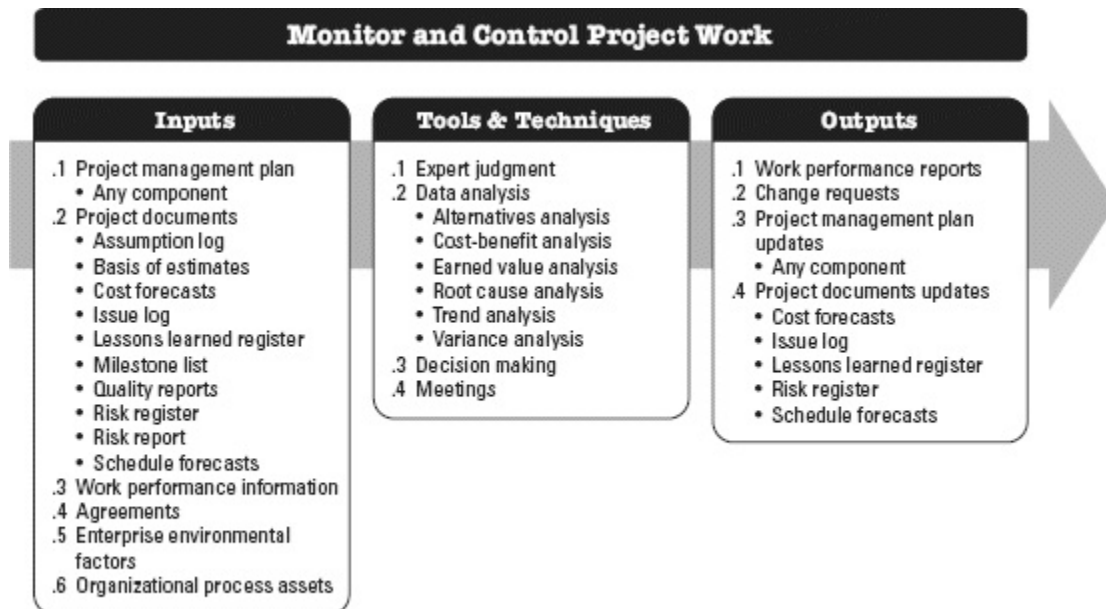 Monitor and Control Project Work
Inputs
.1 Project management plan
• Any component
.2 Project documents
• Assumption log
• Basis of estimates
• Cost forecasts
• Issue log
• Lessons learned register
• Milestone list
• Quality reports
• Risk register
• Risk report
• Schedule forecasts
.3 Work performance information
.4 Agreements
.5 Enterprise environmental
factors
.6 Organizational process assets
Tools & Techniques
.1 Expert judgment
.2 Data analysis
• Alternatives analysis
• Cost-benefit analysis
• Earned value analysis
• Root cause analysis
• Trend analysis
• Variance analysis
.3 Decision making
.4 Meetings
Outputs
.1 Work performance reports
.2 Change requests
.3 Project management plan
updates
• Any component
.4 Project documents updates
• Cost forecasts
• Issue log
• Lessons learned register
• Risk register
• Schedule forecasts